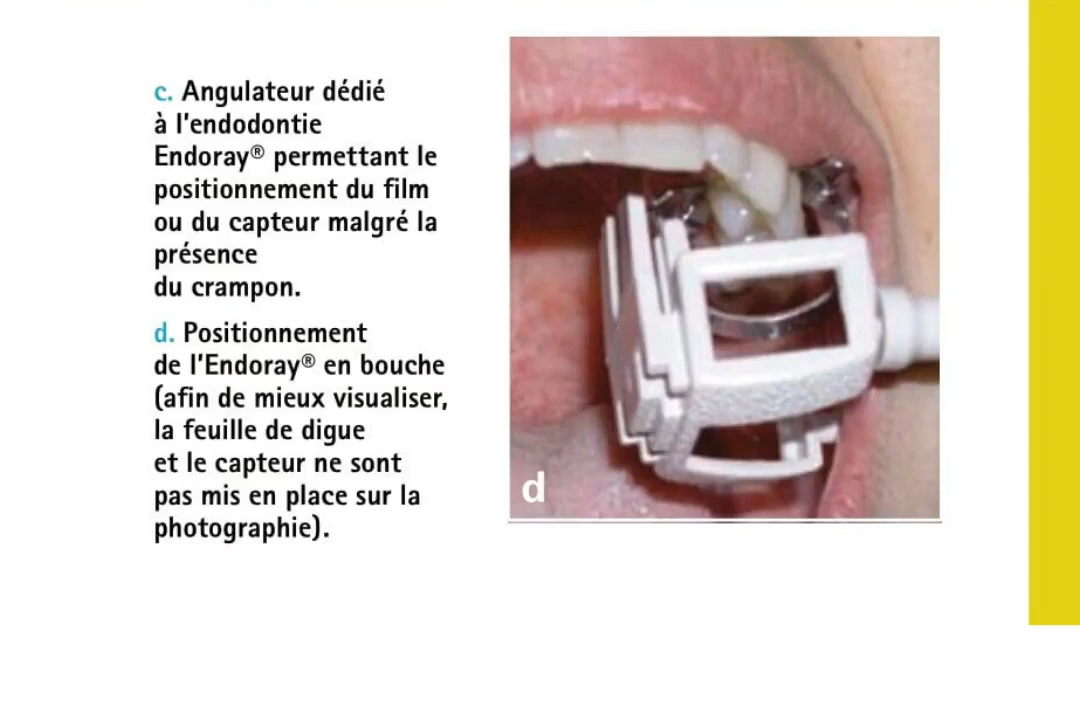 c. Angulateur dédié
à l'endodontie
Endoray® permettant le
positionnement du film
ou du capteur malgré la
présence
du crampon.
d. Positionnement
de l'Endoray® en bouche
(afin de mieux visualiser,
la feuille de digue
et le capteur ne sont
pas mis en place sur la
photographie).
d